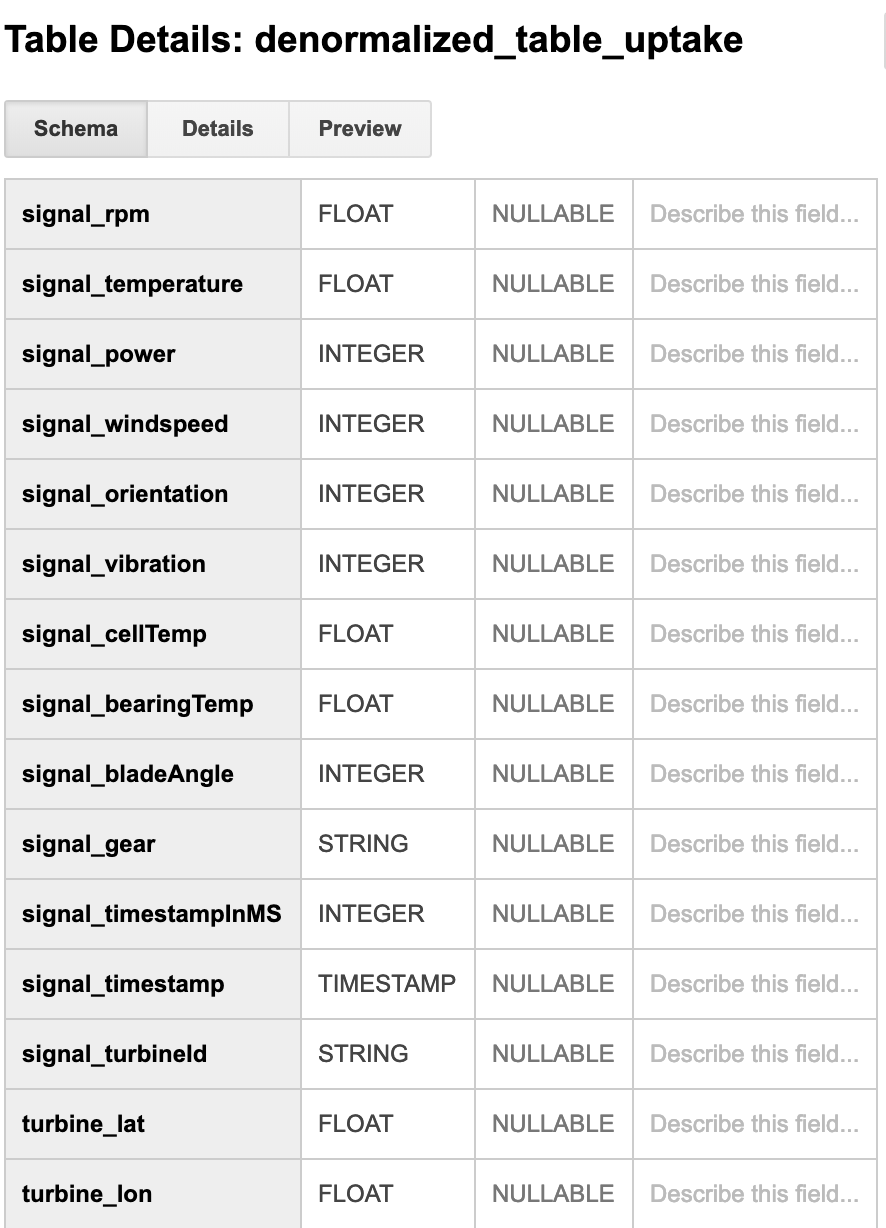 Table Details: denormalized_table_uptake
Schema Details Preview
signal_rpm FLOAT NULLABLE Describe this field...
signal_temperature FLOAT NULLABLE Describe this field...
signal_power INTEGER NULLABLE Describe this field...
signal_windspeed INTEGER NULLABLE Describe this field...
signal_orientation INTEGER NULLABLE Describe this field...
signal_vibration INTEGER NULLABLE Describe this field...
signal_cellTemp FLOAT NULLABLE Describe this field...
signal_bearingTemp FLOAT NULLABLE Describe this field...
signal_bladeAngle INTEGER NULLABLE Describe this field...
signal_gear STRING NULLABLE Describe this field...
signal_timestampInMS INTEGER NULLABLE Describe this field...
signal_timestamp TIMESTAMP NULLABLE Describe this field...
signal_turbineId STRING NULLABLE Describe this field...
turbine_lat FLOAT NULLABLE Describe this field...
turbine_lon FLOAT NULLABLE Describe this field...